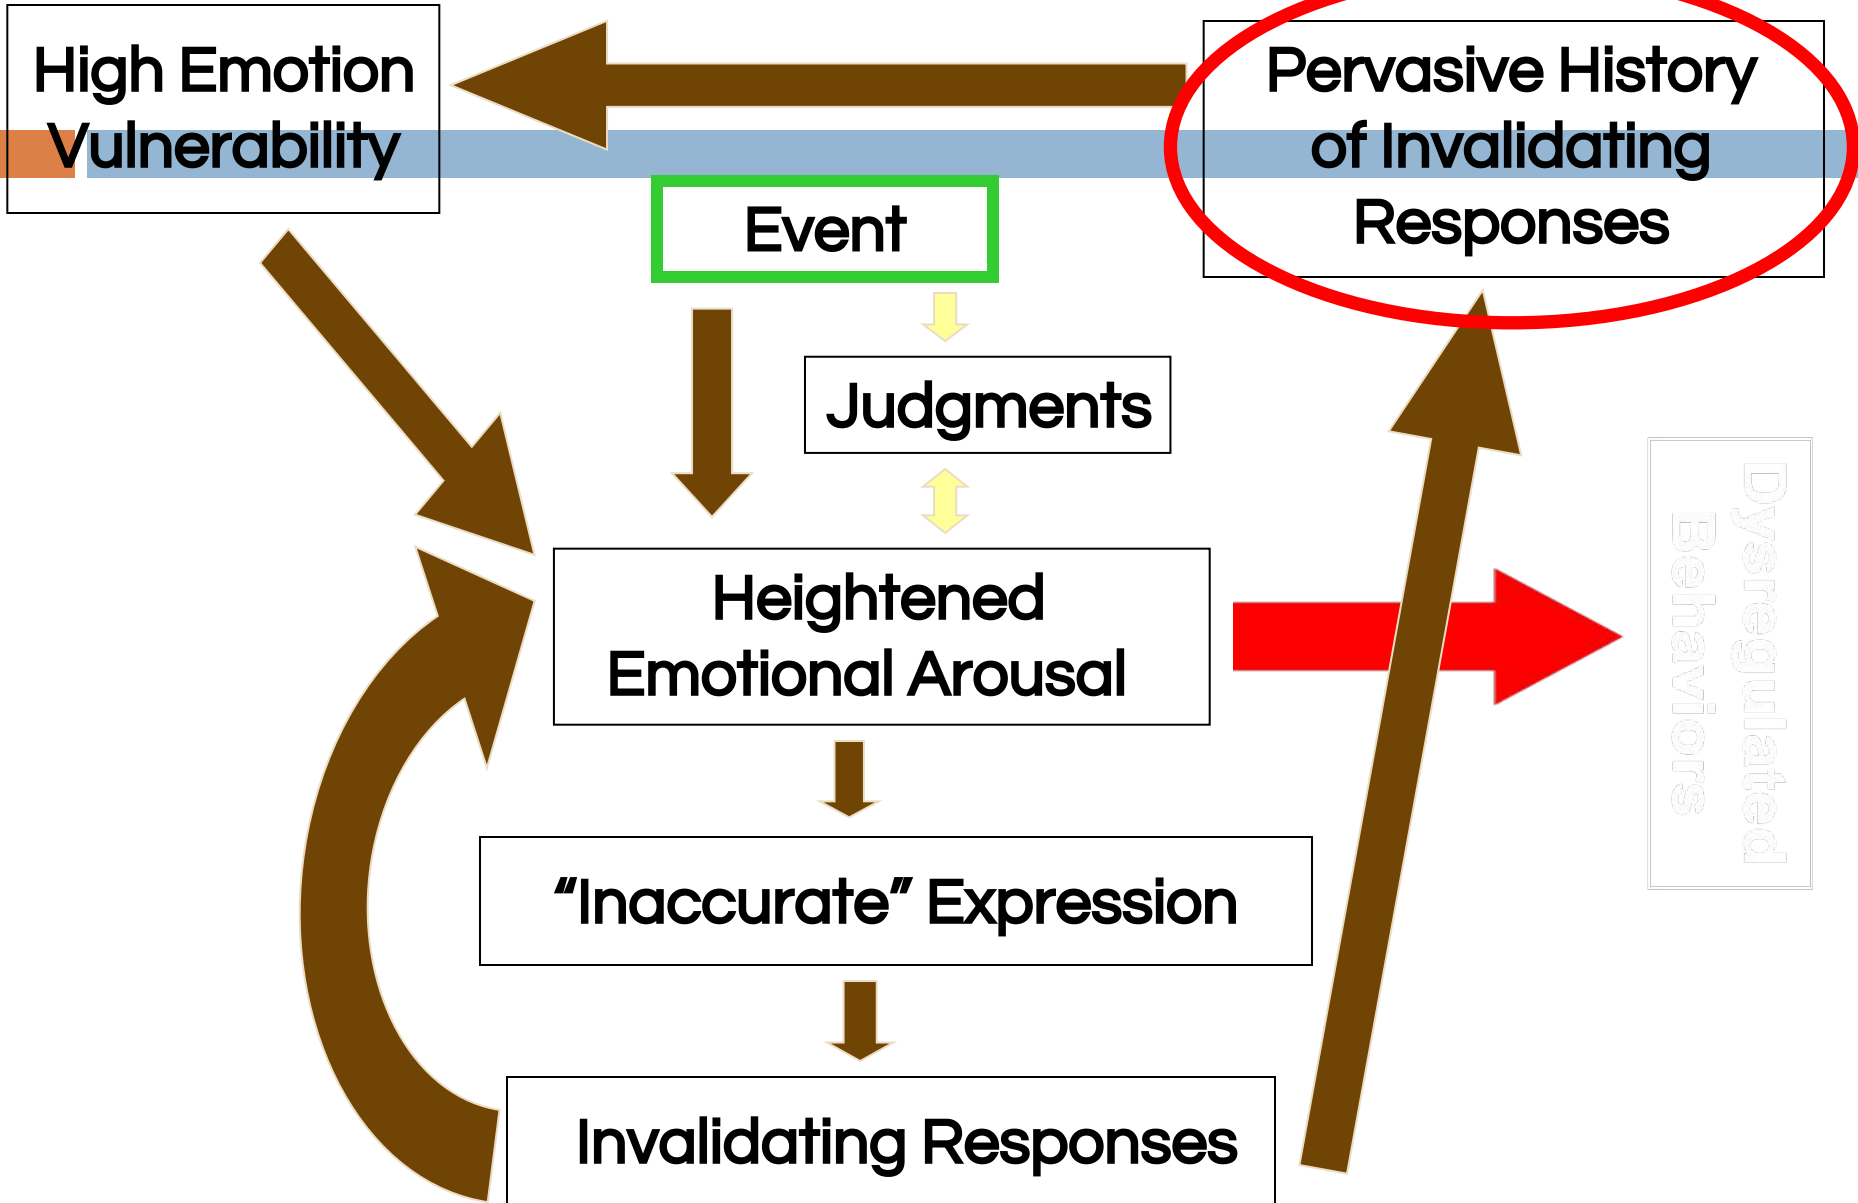 High Emotion
Vulnerability
Pervasive History
of Invalidating
Responses
Event
Judgments
Heightened
Emotional Arousal
Dysregulated
Behaviors
“Inaccurate” Expression
Invalidating Responses